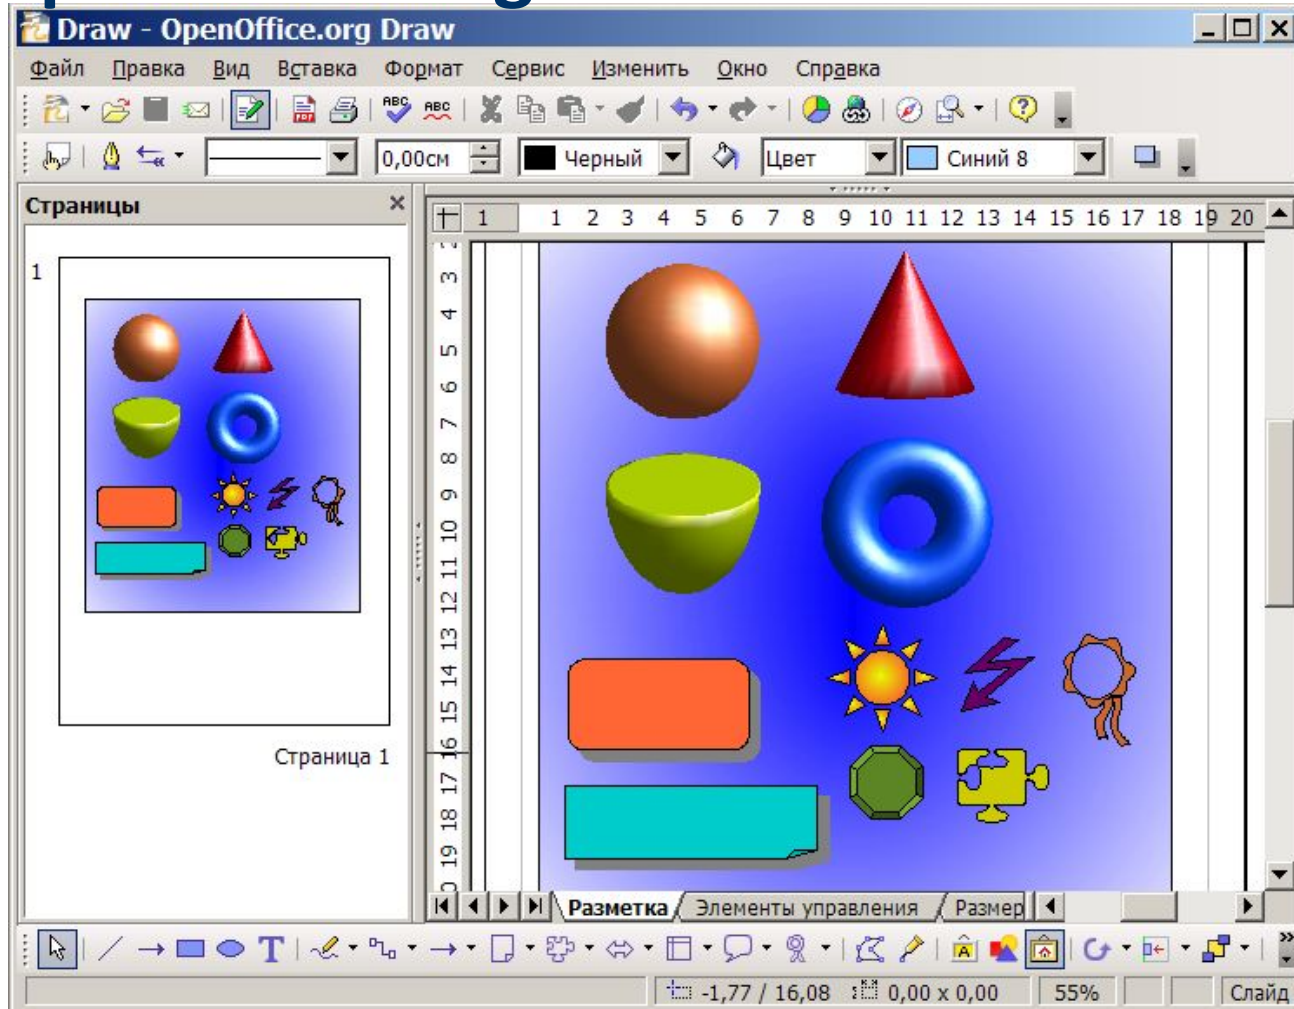 Draw - OpenOffice.org Draw
Файл Правка Вид Вставка Формат Сервис Изменить Окно Справка
0,00см Черный Цвет Синий 8
Страницы
1 1 2 3 4 5 6 7 8 9 10 11 12 13 14 15 16 17 18 19 20
1
3
4
5
6
7
8
9
10
11
12
13
14
15
16
17
18
19
Страница 1
Разметка Элементы управления Размер
-1,77 / 16,08 0,00 x 0,00 55% Слайд